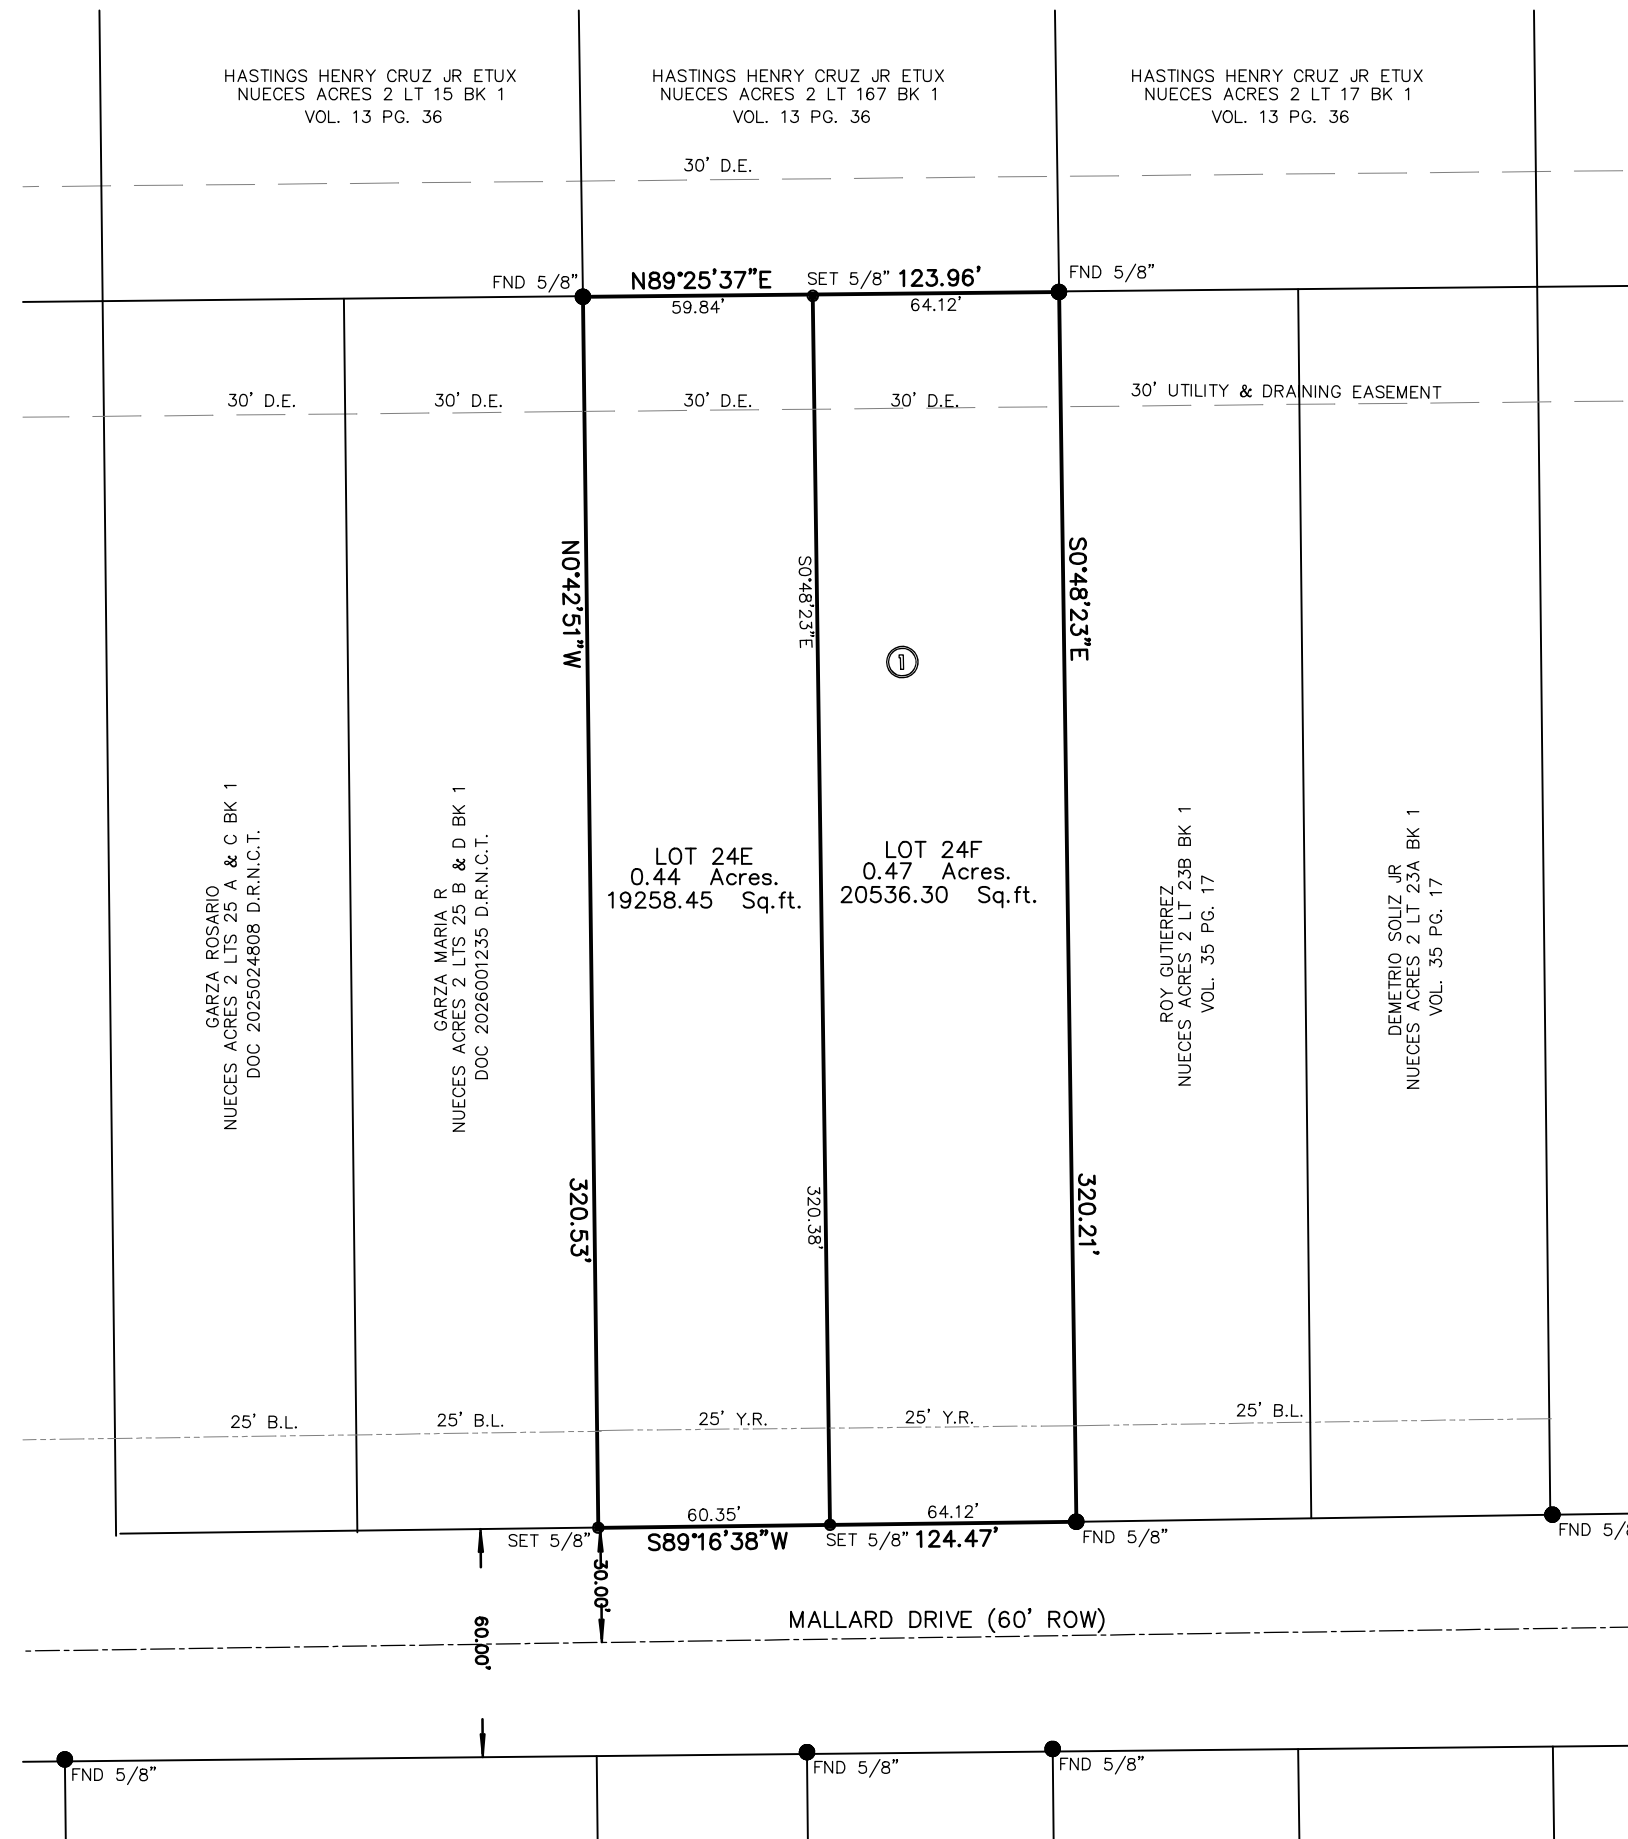 HASTINGS HENRY CRUZ JR ETUX
NUECES ACRES 2 LT 15 BK 1
VOL. 13 PG. 36
HASTINGS HENRY CRUZ JR ETUX
NUECES ACRES 2 LT 167 BK 1
VOL. 13 PG. 36
HASTINGS HENRY CRUZ JR ETUX
NUECES ACRES 2 LT 17 BK 1
VOL. 13 PG. 36
30' D.E.
FND 5/8"
N89°25'37"E
SET 5/8"
123.96'
FND 5/8"
59.84'
64.12'
30' D.E.
30' D.E.
30' D.E.
30' D.E.
30' UTILITY & DRAINING EASEMENT
N0°42'51"W
S0°48'23"E
S0°48'23"E
1
GARZA ROSARIO
NUECES ACRES 2 LTS 25 A & C BK 1
DOC 2025024808 D.R.N.C.T.
GARZA MARIA R
NUECES ACRES 2 LTS 25 B & D BK 1
DOC 2026001235 D.R.N.C.T.
LOT 24E
0.44 Acres.
19258.45 Sq.ft.
LOT 24F
0.47 Acres.
20536.30 Sq.ft.
ROY GUTIERREZ
NUECES ACRES 2 LT 23B BK 1
VOL. 35 PG. 17
DEMETRIO SOLIZ JR
NUECES ACRES 2 LT 23A BK 1
VOL. 35 PG. 17
320.53'
320.38'
320.21'
25' B.L.
25' B.L.
25' Y.R.
25' Y.R.
25' B.L.
60.35'
64.12'
SET 5/8"
S89°16'38"W
SET 5/8"
124.47'
FND 5/8"
FND 5/8
30.00'
60.00'
MALLARD DRIVE (60' ROW)
FND 5/8"
FND 5/8"
FND 5/8"